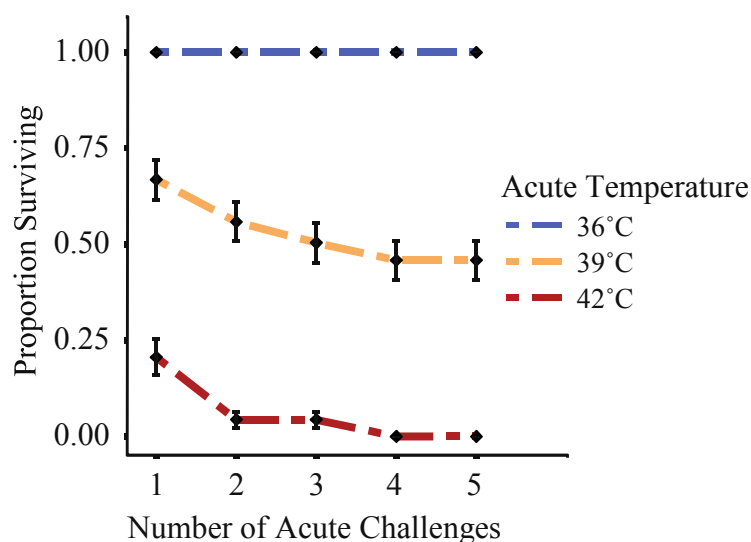 Proportion Surviving
1.00
0.75
0.50
0.25
0.00
1 2 3 4 5
Number of Acute Challenges
Acute Temperature
36˚C
39˚C
42˚C